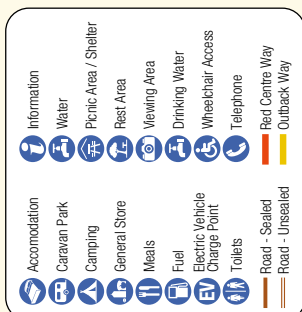 Accomodation
Caravan Park
Camping
General Store
Meals
Fuel
EV
Electric Vehicle
Charge Point
Toilets
Road - Sealed
Road - Unsealed
i
Information
Water
Picnic Area / Shelter
Rest Area
Viewing Area
Drinking Water
Wheelchair Access
Telephone
Red Centre Way
Outback Way